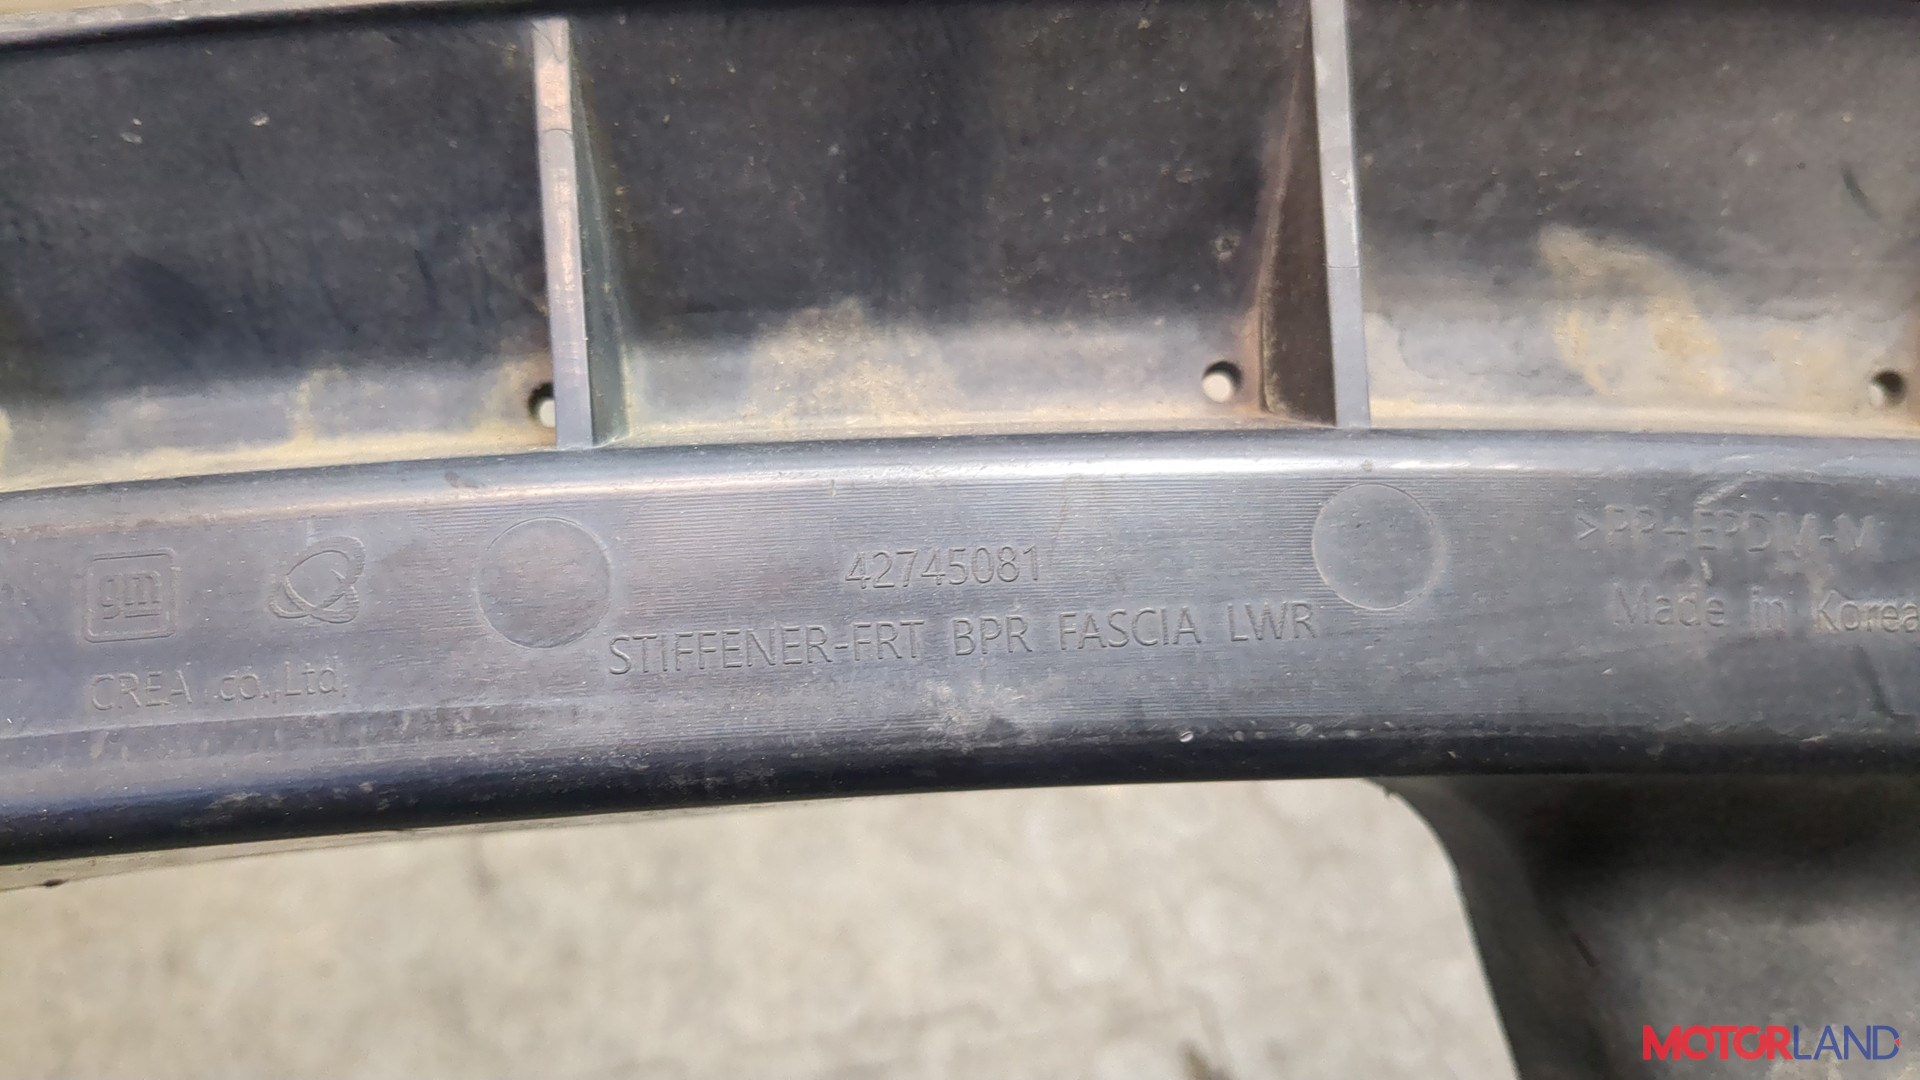 gm
42745081
STIFFENER-FRT BPR FASCIA LWR
CREA co.,Ltd,
>PP+EPDM-M
Made in Korea
MOTORLAND